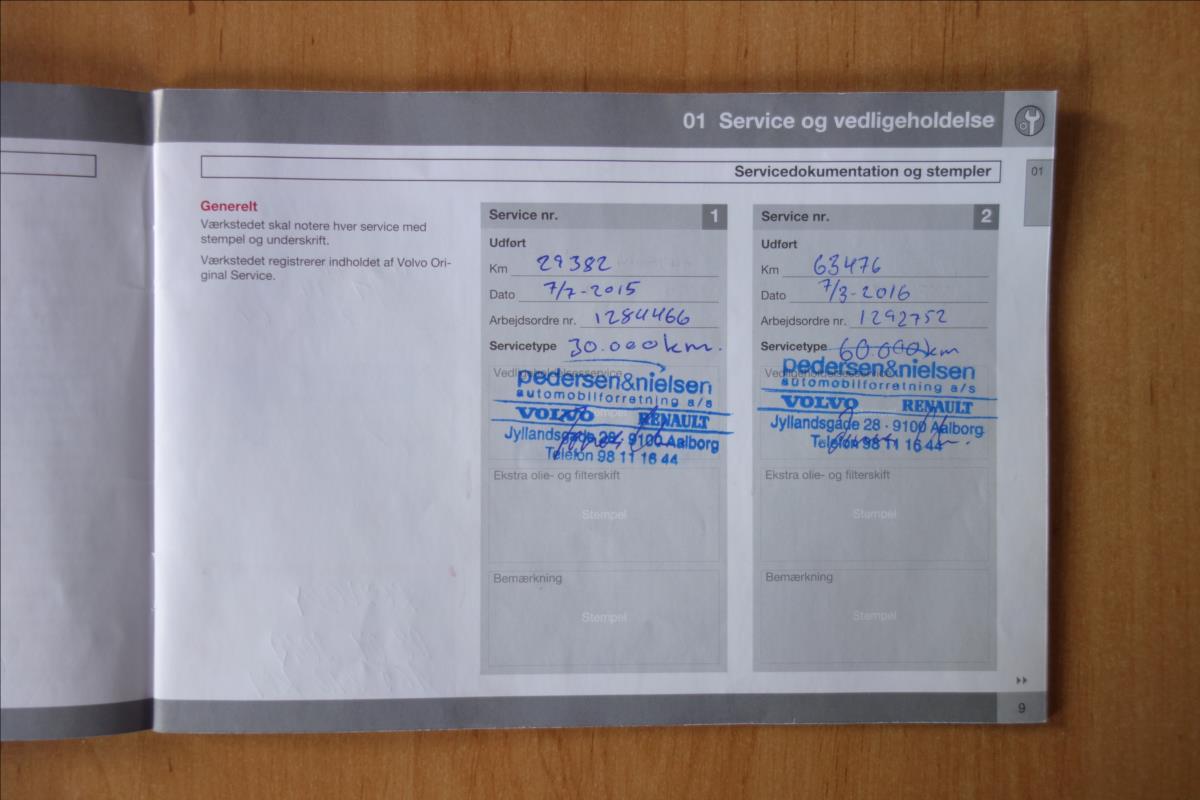 01 Service og vedligeholdelse
Servicedokumentation og stempler
01
Generelt
Værkstedet skal notere hver service med
stempel og underskrift.
Værkstedet registrerer indholdet af Volvo Ori-
ginal Service.
Service nr. 1
Udført
Km 29382
Dato 7/7-2015
Arbejdsordre nr. 1284466
Servicetype 30.000km.
Vedligeholdelsesservice
pedersen&nielsen
automobilforretning a/s
Stempel
VOLVO RENAULT
Jyllandsgade 28 · 9100 Aalborg
Telefon 98 11 16 44
Ekstra olie- og filterskift
Stempel
Bemærkning
Stempel
Service nr. 2
Udført
Km 63476
Dato 7/3-2016
Arbejdsordre nr. 1292752
Servicetype 60.000km
Vedligeholdelsesservice
pedersen&nielsen
automobilforretning a/s
VOLVO RENAULT
Jyllandsgade 28 · 9100 Aalborg
Telefon 98 11 16 44
Ekstra olie- og filterskift
Stempel
Bemærkning
Stempel
9